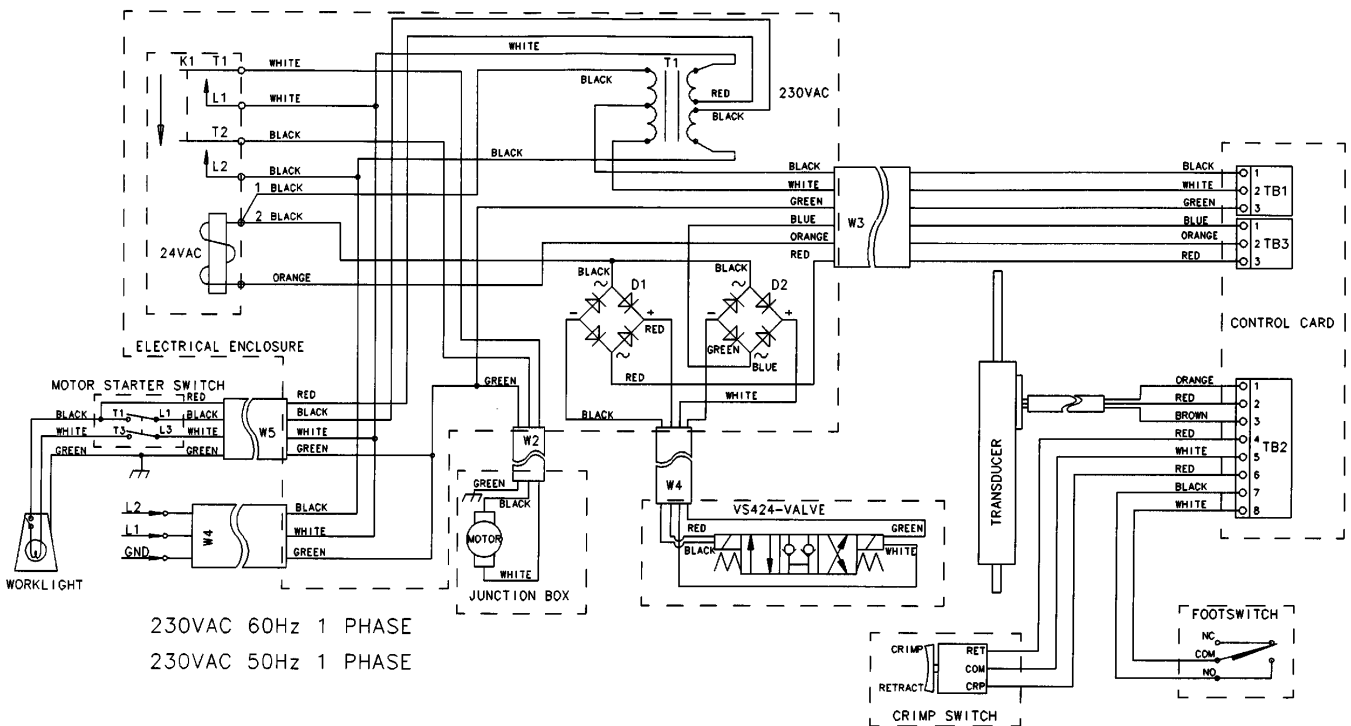 WHITE
K1 T1 WHITE
BLACK
T1
RED
230VAC
BLACK
L1 WHITE
T2 BLACK
BLACK
L2 BLACK
1 BLACK
2 BLACK
24VAC
ORANGE
BLACK
WHITE
GREEN
BLUE
ORANGE
RED
W3
BLACK
WHITE
GREEN
BLUE
ORANGE
RED
1
2 TB1
3
1
2 TB3
3
CONTROL CARD
BLACK
~
D1
-
+
RED
~
RED
BLACK
~
D2
-
+
GREEN
~
BLUE
WHITE
BLACK
ELECTRICAL ENCLOSURE
MOTOR STARTER SWITCH
RED
BLACK T1 L1 BLACK
WHITE T3 L3 WHITE
GREEN GREEN
W5
RED
BLACK
WHITE
GREEN
GREEN
L2
L1
GND
W4
BLACK
WHITE
GREEN
WORKLIGHT
W2
GREEN
BLACK
MOTOR
WHITE
JUNCTION BOX
W4
VS424-VALVE
RED
BLACK
GREEN
WHITE
TRANSDUCER
ORANGE 1
RED 2
BROWN 3
RED 4
WHITE 5
RED 6
BLACK 7
WHITE 8
TB2
230VAC 60Hz 1 PHASE
230VAC 50Hz 1 PHASE
CRIMP
RETRACT
RET
COM
CRP
CRIMP SWITCH
FOOTSWITCH
NC
COM
NO